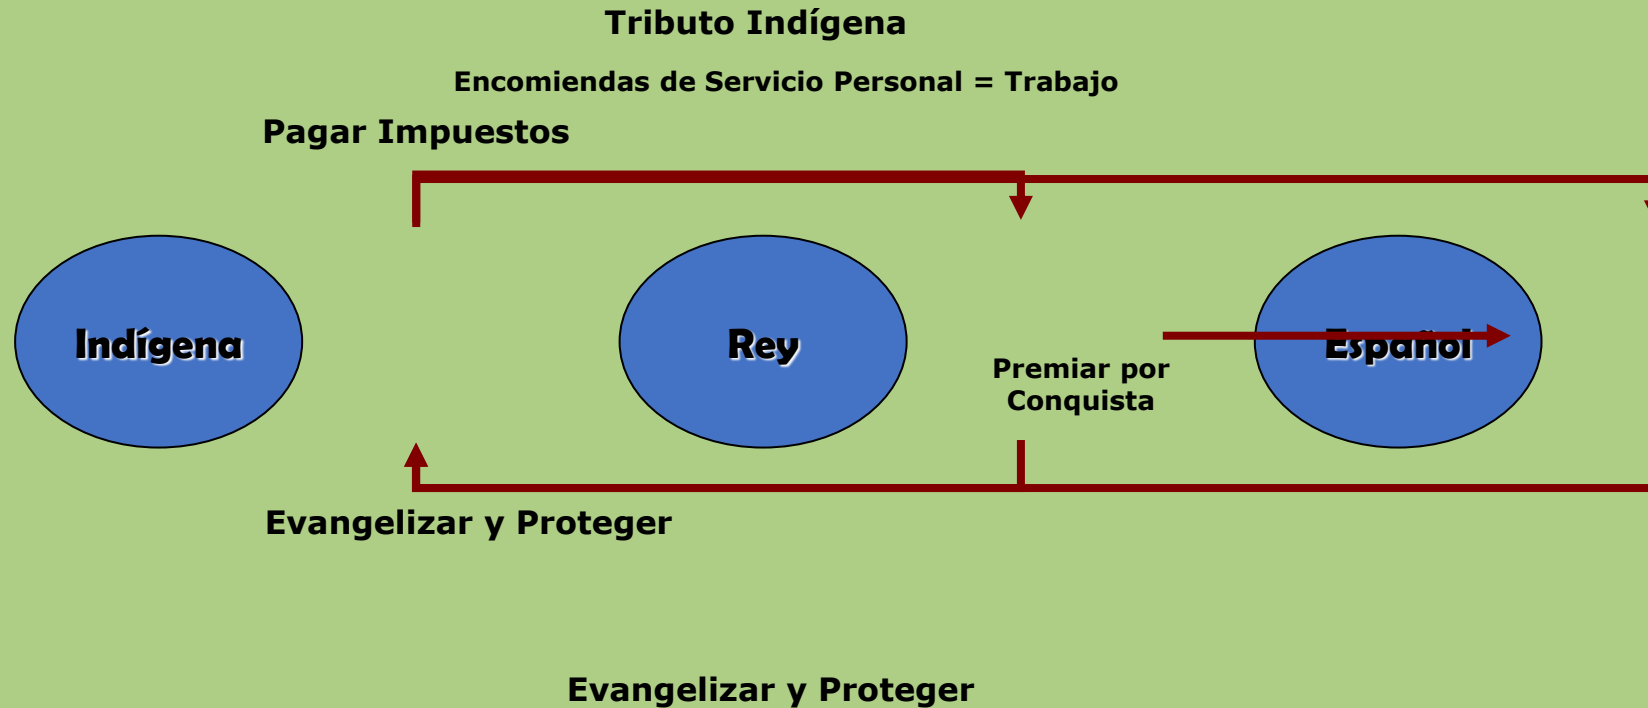 Tributo Indígena
Encomiendas de Servicio Personal = Trabajo
Pagar Impuestos
Indígena
Rey
Español
Premiar por
Conquista
Evangelizar y Proteger
Evangelizar y Proteger